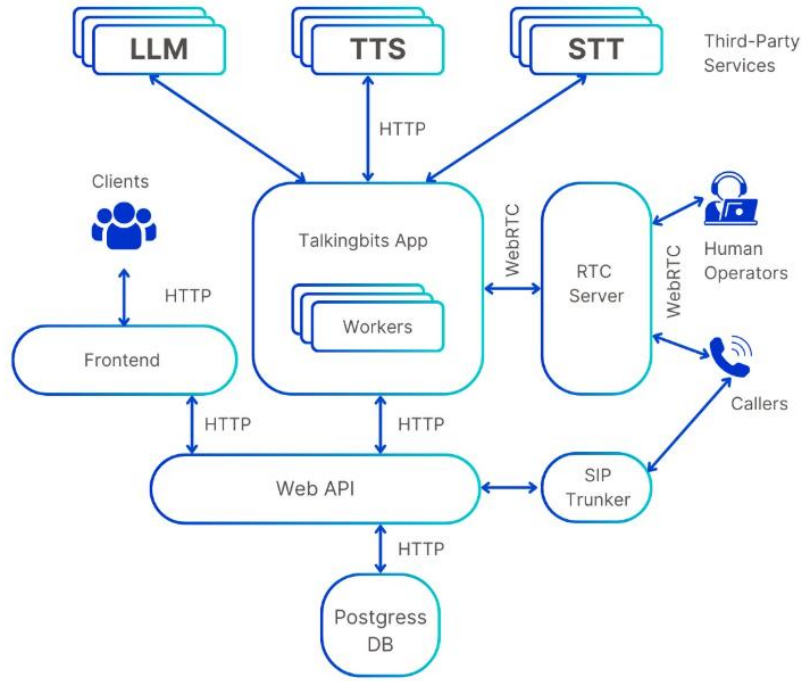 LLM
TTS
STT
Third-Party
Services
HTTP
Clients
Talkingbits App
WebRTC
RTC
Server
WebRTC
Human
Operators
HTTP
Workers
Frontend
Callers
HTTP
HTTP
Web API
SIP
Trunker
HTTP
Postgress
DB